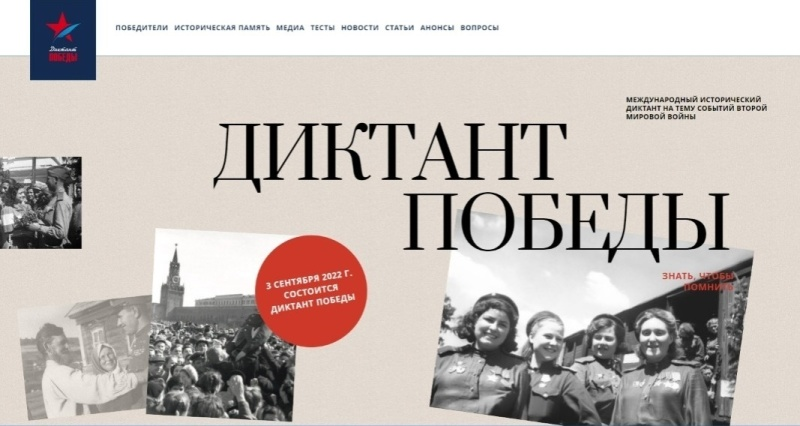 Диктант
ПОБЕДЫ
ПОБЕДИТЕЛИ ИСТОРИЧЕСКАЯ ПАМЯТЬ МЕДИА ТЕСТЫ НОВОСТИ СТАТЬИ АНОНСЫ ВОПРОСЫ
МЕЖДУНАРОДНЫЙ ИСТОРИЧЕСКИЙ
ДИКТАНТ НА ТЕМУ СОБЫТИЙ ВТОРОЙ
МИРОВОЙ ВОЙНЫ
ДИКТАНТ
ПОБЕДЫ
ЗНАТЬ, ЧТОБЫ
ПОМНИТЬ
3 СЕНТЯБРЯ 2022 Г.
СОСТОИТСЯ
ДИКТАНТ ПОБЕДЫ